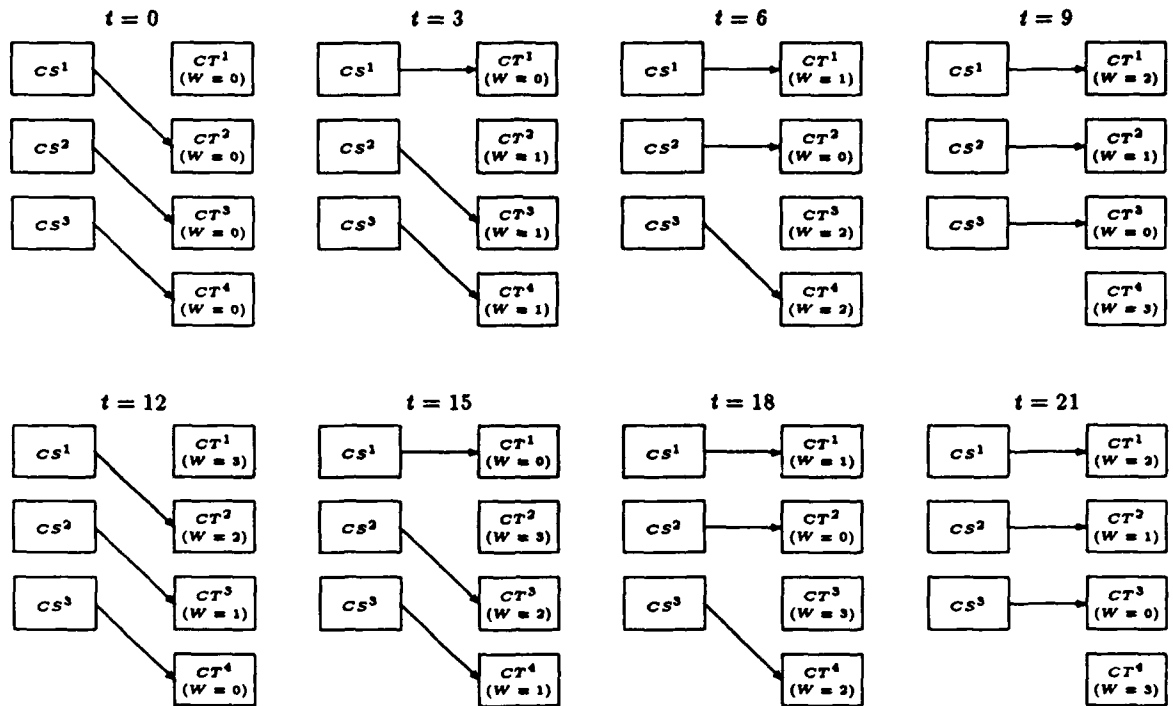 t = 0
t = 3
t = 6
t = 9
CS¹
CT¹
(W = 0)
CS¹
CT¹
(W = 0)
CS¹
CT¹
(W = 1)
CS¹
CT¹
(W = 2)
CS²
CT²
(W = 0)
CS²
CT²
(W = 1)
CS²
CT²
(W = 0)
CS²
CT²
(W = 1)
CS³
CT³
(W = 0)
CS³
CT³
(W = 1)
CS³
CT³
(W = 2)
CS³
CT³
(W = 0)
CT⁴
(W = 0)
CT⁴
(W = 1)
CT⁴
(W = 2)
CT⁴
(W = 3)
t = 12
t = 15
t = 18
t = 21
CS¹
CT¹
(W = 3)
CS¹
CT¹
(W = 0)
CS¹
CT¹
(W = 1)
CS¹
CT¹
(W = 2)
CS²
CT²
(W = 2)
CS²
CT²
(W = 3)
CS²
CT²
(W = 0)
CS²
CT²
(W = 1)
CS³
CT³
(W = 1)
CS³
CT³
(W = 2)
CS³
CT³
(W = 3)
CS³
CT³
(W = 0)
CT⁴
(W = 0)
CT⁴
(W = 1)
CT⁴
(W = 2)
CT⁴
(W = 3)